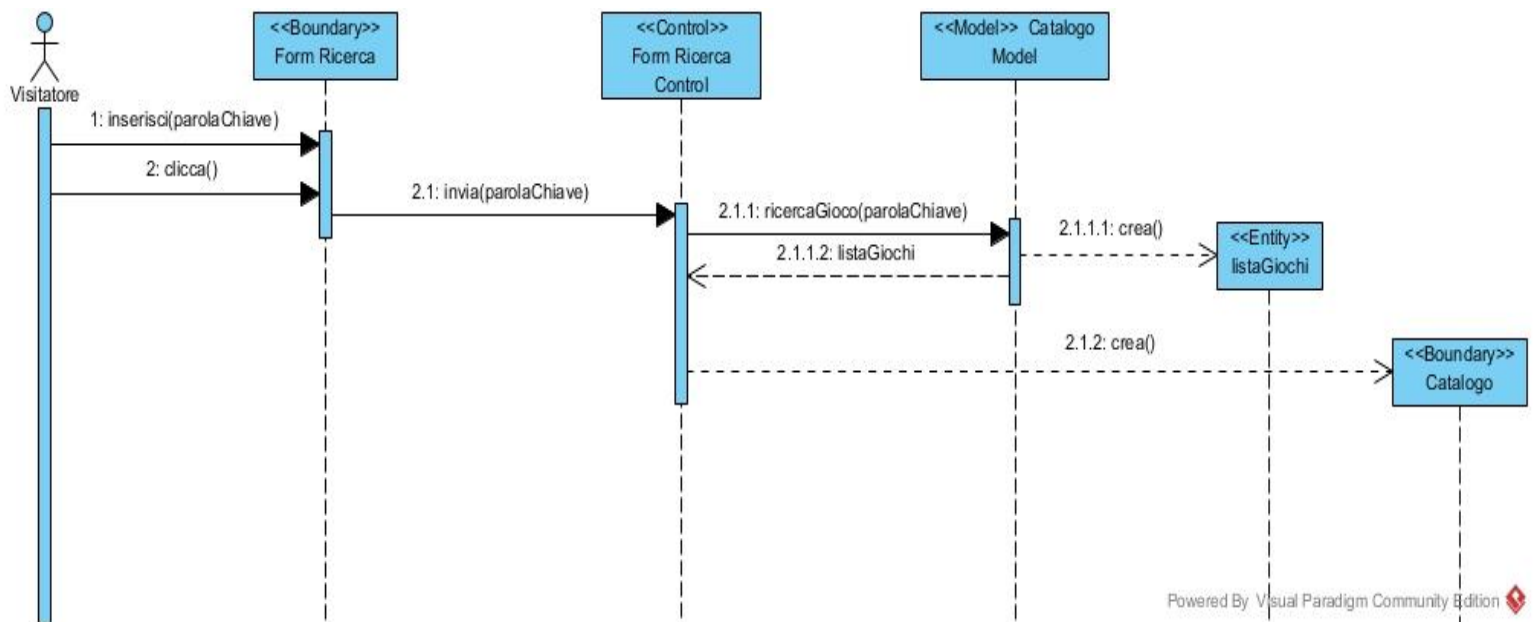 <<Boundary>>
Form Ricerca
<<Control>>
Form Ricerca
Control
<<Model>> Catalogo
Model
Visitatore
1: inserisci(parolaChiave)
2: clicca()
2.1: invia(parolaChiave)
2.1.1: ricercaGioco(parolaChiave)
2.1.1.1: crea()
<<Entity>>
listaGiochi
2.1.1.2: listaGiochi
2.1.2: crea()
<<Boundary>>
Catalogo
Powered By Visual Paradigm Community Edition